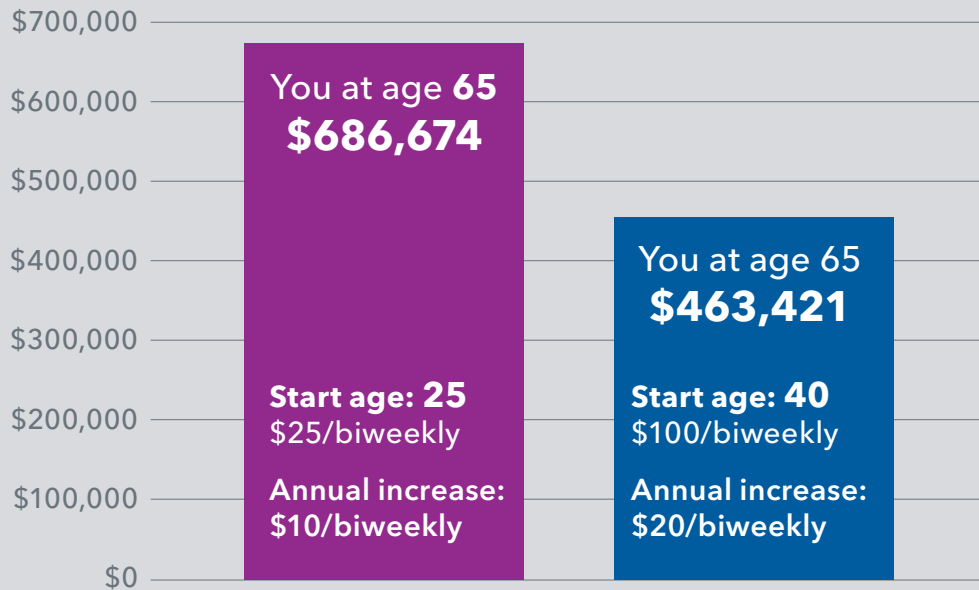 $700,000
$600,000
$500,000
$400,000
$300,000
$200,000
$100,000
$0
You at age 65
$686,674
Start age: 25
$25/biweekly
Annual increase:
$10/biweekly
You at age 65
$463,421
Start age: 40
$100/biweekly
Annual increase:
$20/biweekly